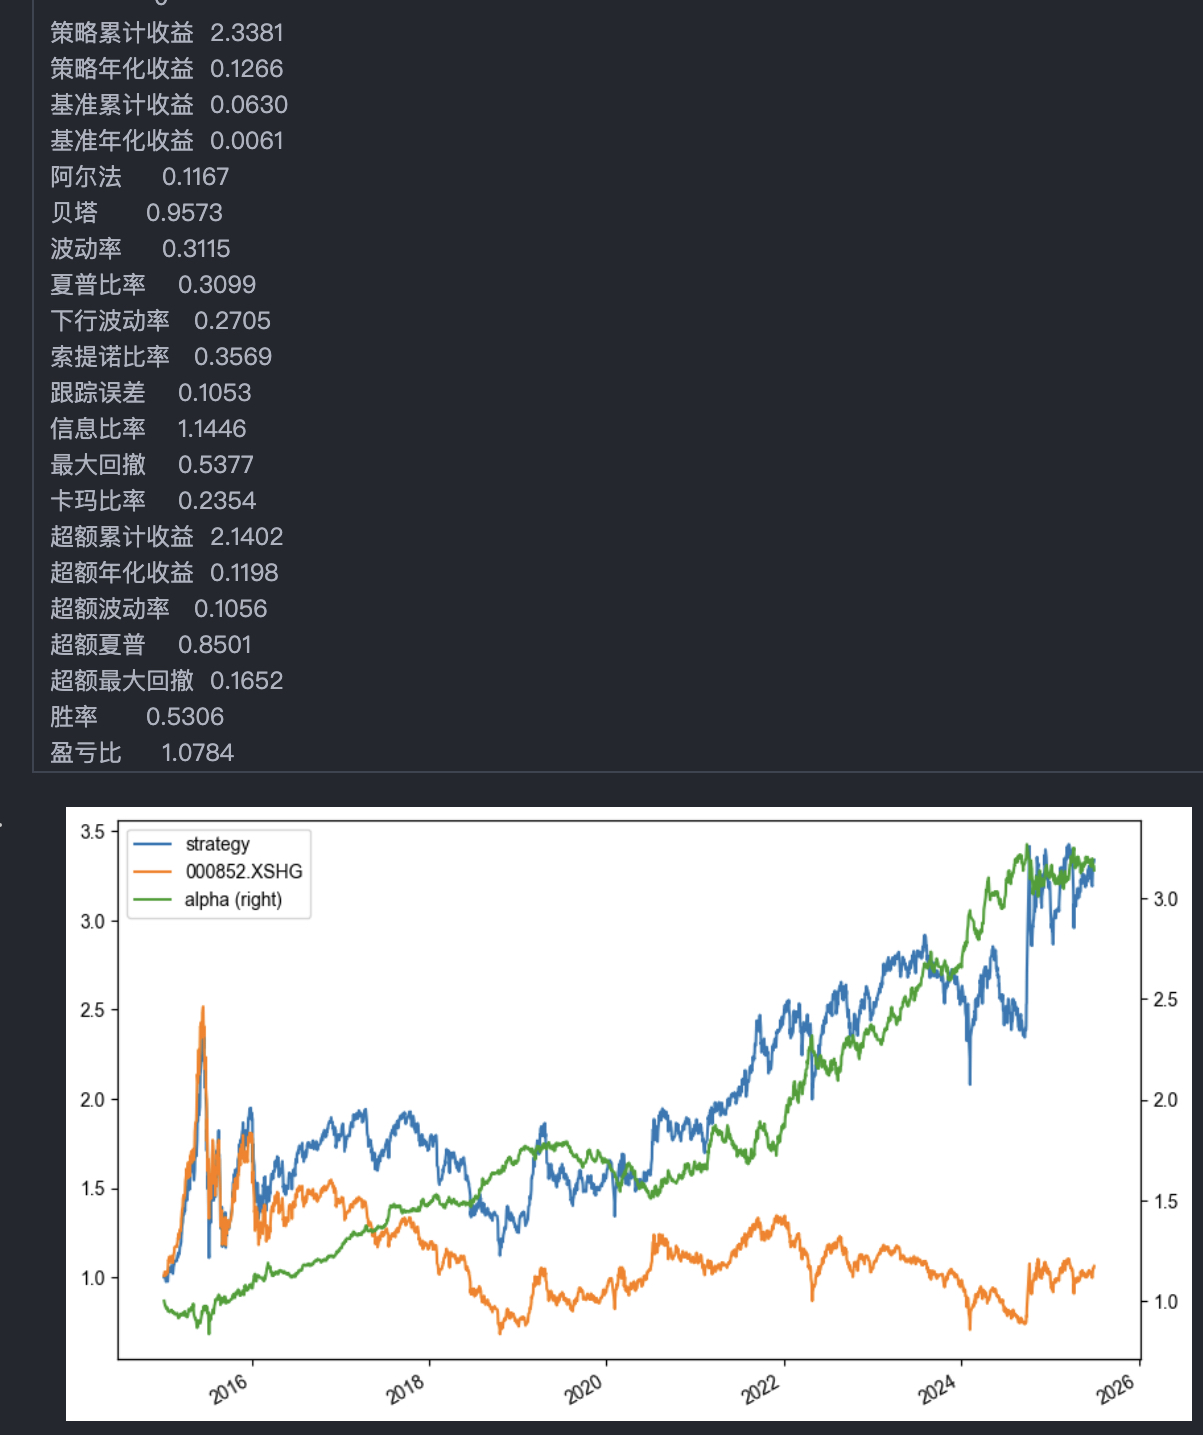 策略累计收益 2.3381
策略年化收益 0.1266
基准累计收益 0.0630
基准年化收益 0.0061
阿尔法 0.1167
贝塔 0.9573
波动率 0.3115
夏普比率 0.3099
下行波动率 0.2705
索提诺比率 0.3569
跟踪误差 0.1053
信息比率 1.1446
最大回撤 0.5377
卡玛比率 0.2354
超额累计收益 2.1402
超额年化收益 0.1198
超额波动率 0.1056
超额夏普 0.8501
超额最大回撤 0.1652
胜率 0.5306
盈亏比 1.0784
strategy
000852.XSHG
alpha (right)
3.5
3.0
2.5
2.0
1.5
1.0
3.0
2.5
2.0
1.5
1.0
2016 2018 2020 2022 2024 2026